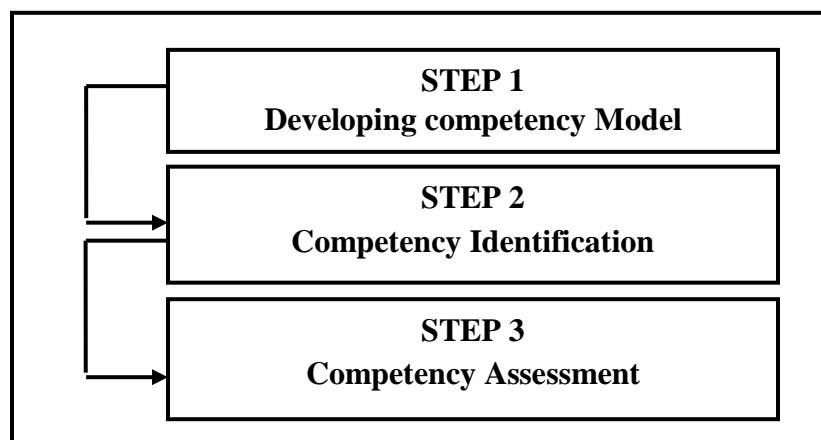 STEP 1
Developing competency Model
STEP 2
Competency Identification
STEP 3
Competency Assessment